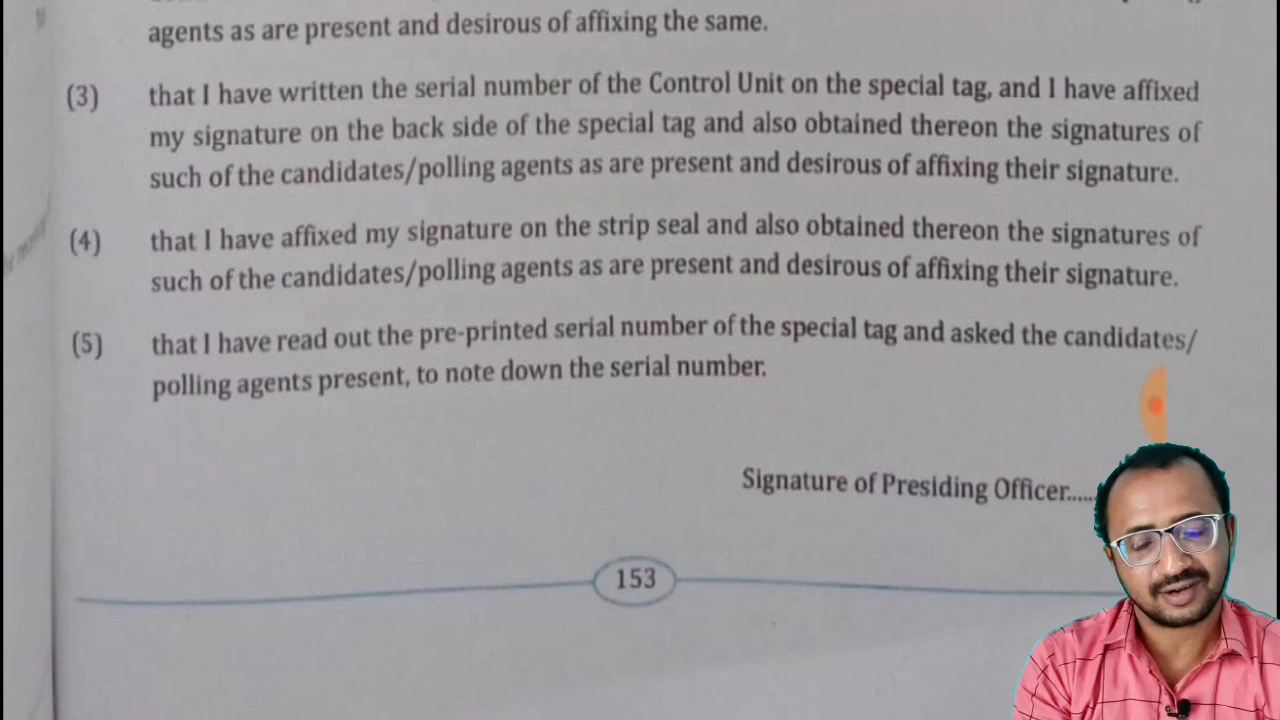 agents as are present and desirous of affixing the same.
(3) that I have written the serial number of the Control Unit on the special tag, and I have affixed
my signature on the back side of the special tag and also obtained thereon the signatures of
such of the candidates/polling agents as are present and desirous of affixing their signature.
(4) that I have affixed my signature on the strip seal and also obtained thereon the signatures of
such of the candidates/polling agents as are present and desirous of affixing their signature.
(5) that I have read out the pre-printed serial number of the special tag and asked the candidates/
polling agents present, to note down the serial number.
Signature of Presiding Officer.....
153